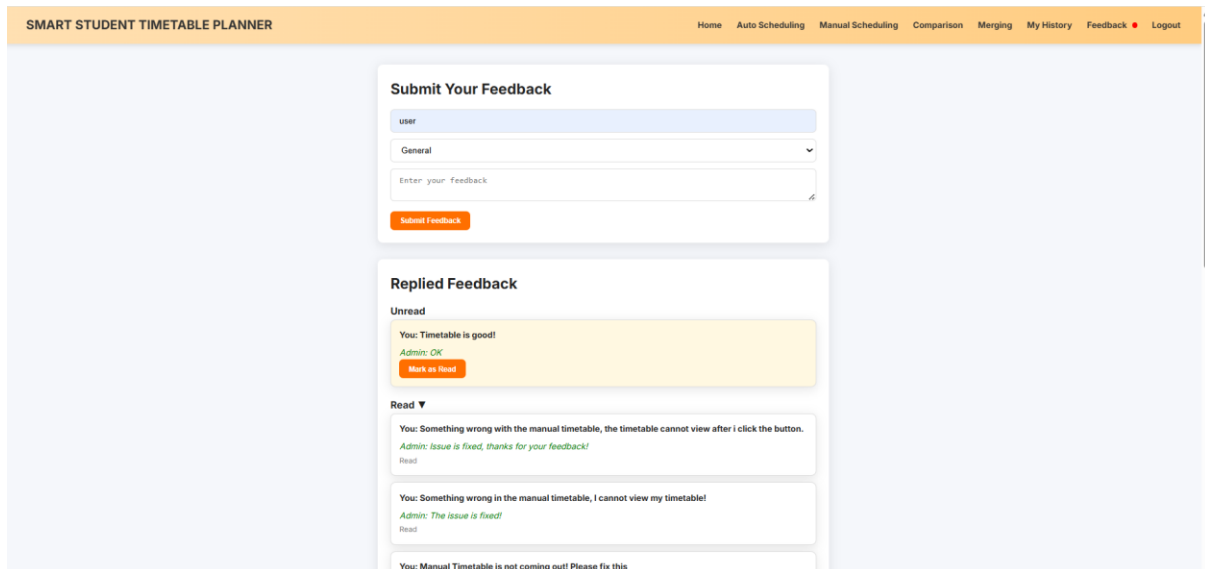 SMART STUDENT TIMETABLE PLANNER
Home Auto Scheduling Manual Scheduling Comparison Merging My History Feedback Logout
Submit Your Feedback
user
General
Enter your feedback
Submit Feedback
Replied Feedback
Unread
You: Timetable is good!
Admin: OK
Mark as Read
Read ▼
You: Something wrong with the manual timetable, the timetable cannot view after i click the button.
Admin: Issue is fixed, thanks for your feedback!
Read
You: Something wrong in the manual timetable, I cannot view my timetable!
Admin: The issue is fixed!
Read
You: Manual Timetable is not coming out! Please fix this